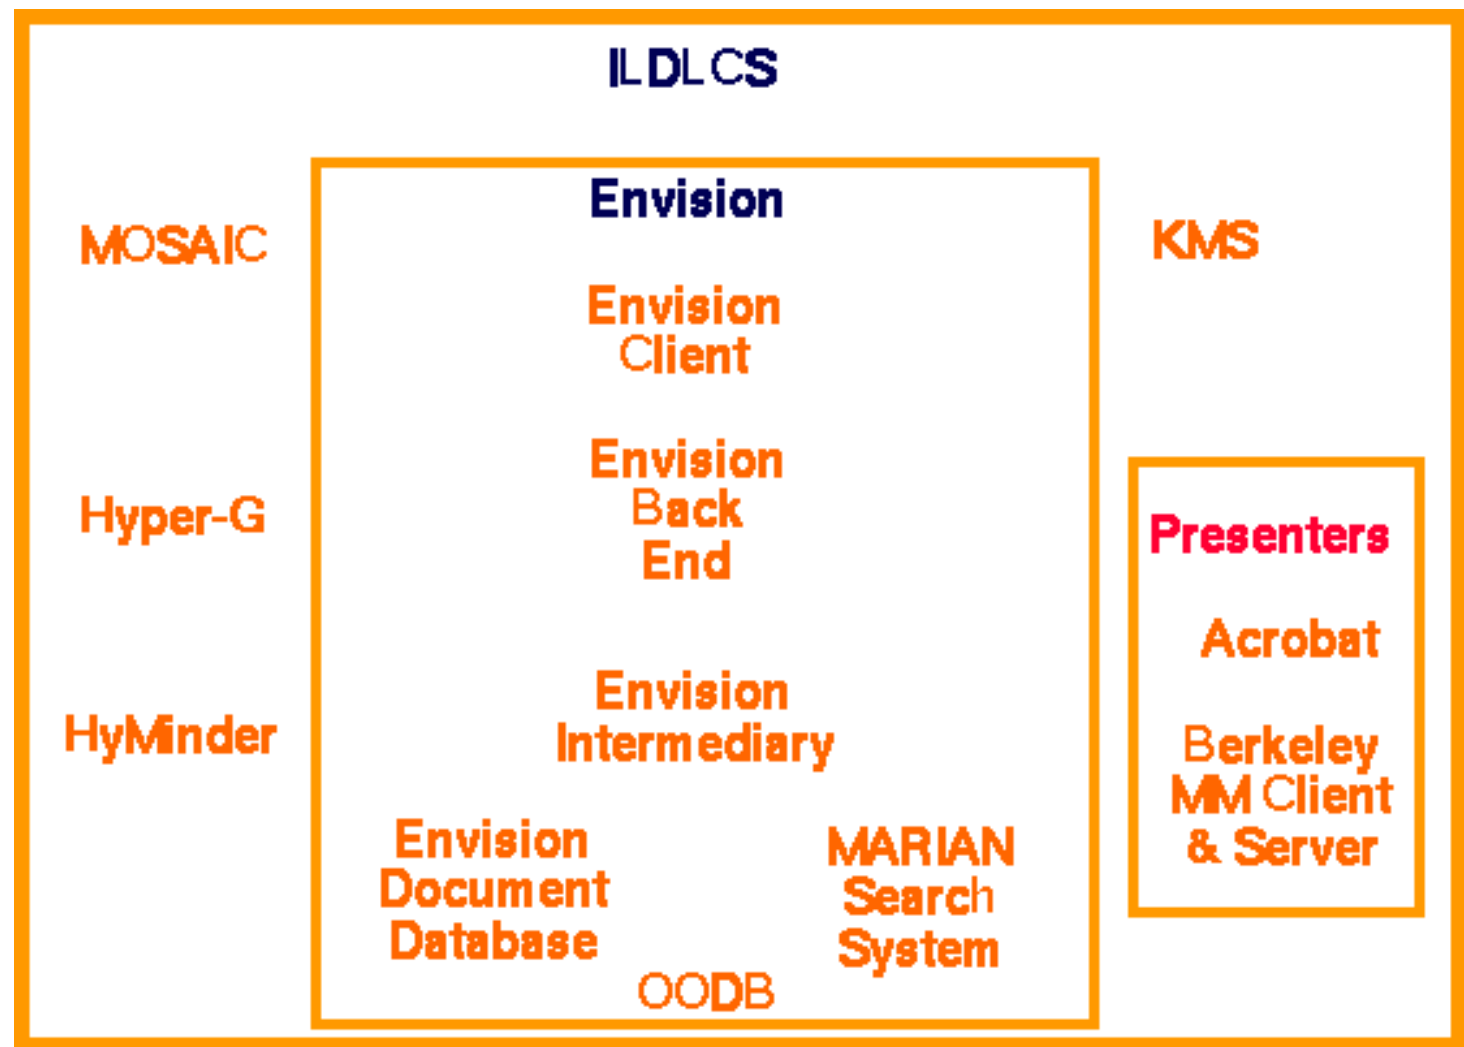 ILDLCS
MOSAIC
Hyper-G
HyMinder
Envision
Envision
Client
Envision
Back
End
Envision
Intermediary
Envision
Document
Database
MARIAN
Search
System
OODB
KMS
Presenters
Acrobat
Berkeley
MM Client
& Server